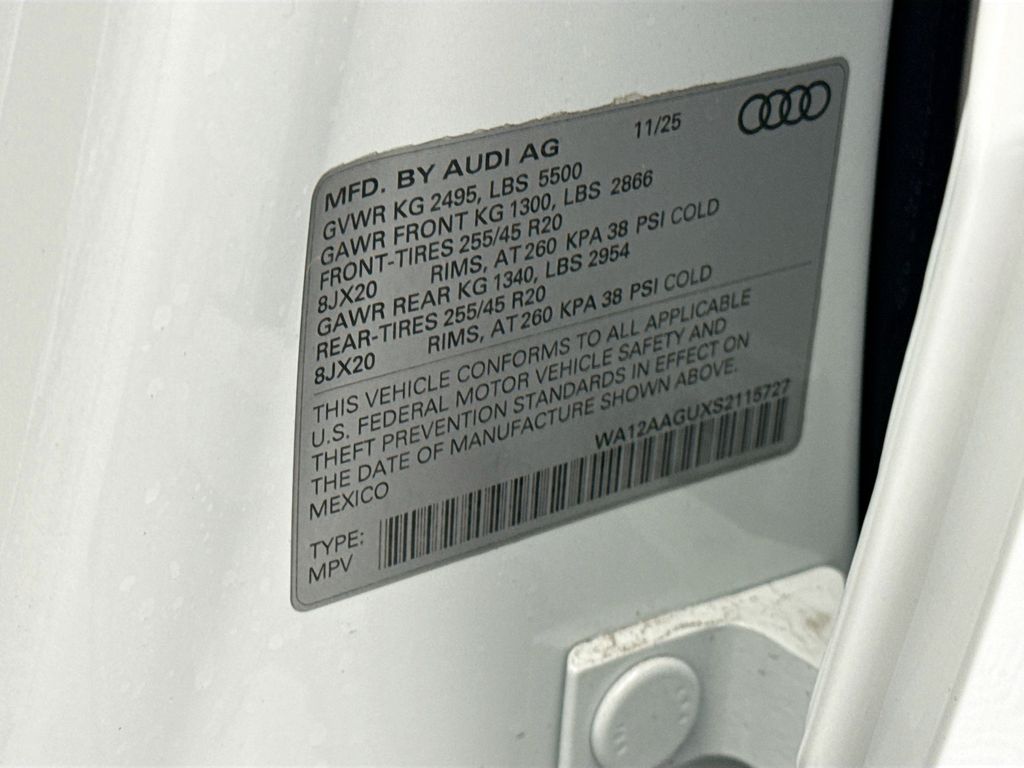 11/25
MFD. BY AUDI AG
GVWR KG 2495, LBS 5500
GAWR FRONT KG 1300, LBS 2866
FRONT-TIRES 255/45 R20
8JX20 RIMS, AT 260 KPA 38 PSI COLD
GAWR REAR KG 1340, LBS 2954
REAR-TIRES 255/45 R20
8JX20 RIMS, AT 260 KPA 38 PSI COLD
THIS VEHICLE CONFORMS TO ALL APPLICABLE
U.S. FEDERAL MOTOR VEHICLE SAFETY AND
THEFT PREVENTION STANDARDS IN EFFECT ON
THE DATE OF MANUFACTURE SHOWN ABOVE.
MEXICO
WA12AAGUXS2115727
TYPE:
MPV